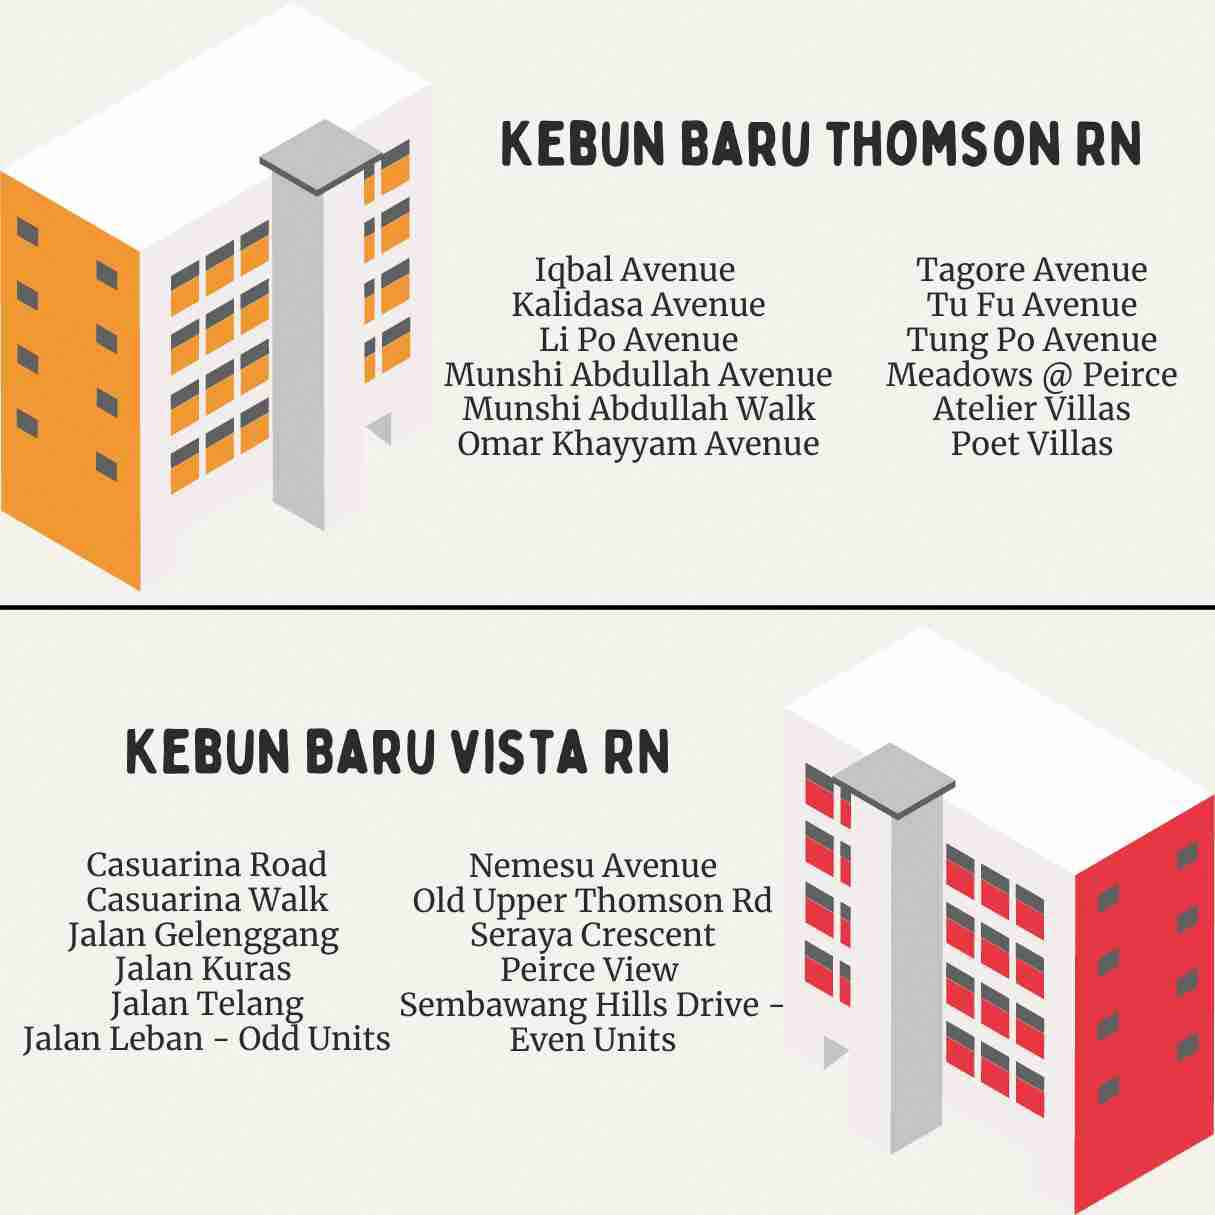 KEBUN BARU THOMSON RN
Iqbal Avenue
Kalidasa Avenue
Li Po Avenue
Munshi Abdullah Avenue
Munshi Abdullah Walk
Omar Khayyam Avenue
Tagore Avenue
Tu Fu Avenue
Tung Po Avenue
Meadows @ Peirce
Atelier Villas
Poet Villas
KEBUN BARU VISTA RN
Casuarina Road
Casuarina Walk
Jalan Gelenggang
Jalan Kuras
Jalan Telang
Jalan Leban - Odd Units
Nemesu Avenue
Old Upper Thomson Rd
Seraya Crescent
Peirce View
Sembawang Hills Drive -
Even Units